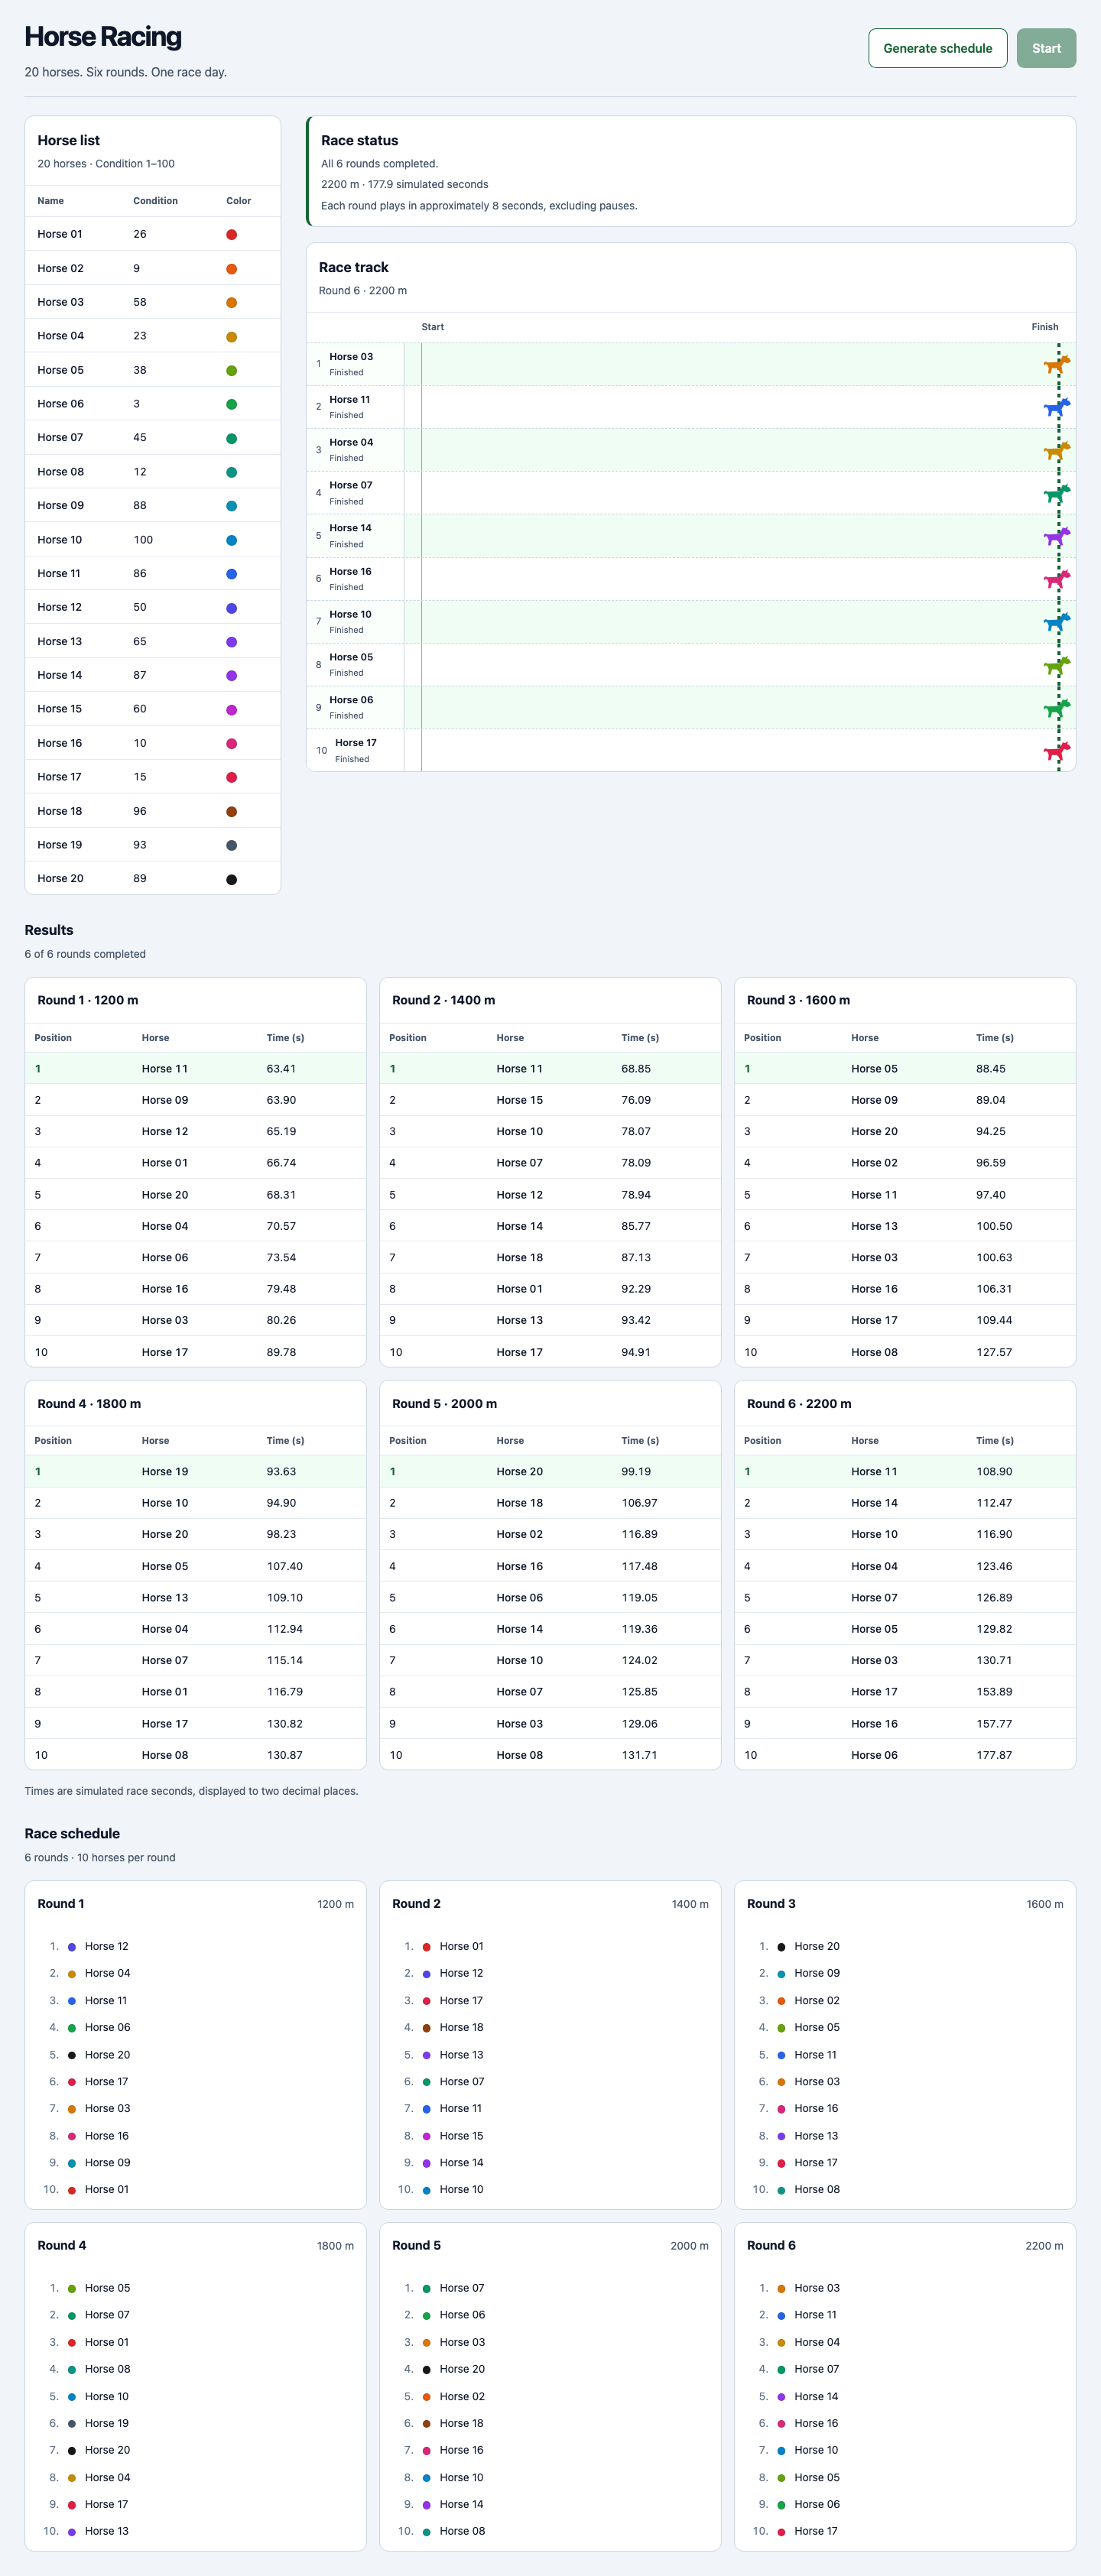 Horse Racing
20 horses. Six rounds. One race day.
Generate schedule
Start
Horse list
20 horses · Condition 1–100
Name Condition Color
Horse 01 26
Horse 02 9
Horse 03 58
Horse 04 23
Horse 05 38
Horse 06 3
Horse 07 45
Horse 08 12
Horse 09 88
Horse 10 100
Horse 11 86
Horse 12 50
Horse 13 65
Horse 14 87
Horse 15 60
Horse 16 10
Horse 17 15
Horse 18 96
Horse 19 93
Horse 20 89
Race status
All 6 rounds completed.
2200 m · 177.9 simulated seconds
Each round plays in approximately 8 seconds, excluding pauses.
Race track
Round 6 · 2200 m
Start Finish
1 Horse 03
Finished
2 Horse 11
Finished
3 Horse 04
Finished
4 Horse 07
Finished
5 Horse 14
Finished
6 Horse 16
Finished
7 Horse 10
Finished
8 Horse 05
Finished
9 Horse 06
Finished
10 Horse 17
Finished
Results
6 of 6 rounds completed
Round 1 · 1200 m
Position Horse Time (s)
1 Horse 11 63.41
2 Horse 09 63.90
3 Horse 12 65.19
4 Horse 01 66.74
5 Horse 20 68.31
6 Horse 04 70.57
7 Horse 06 73.54
8 Horse 16 79.48
9 Horse 03 80.26
10 Horse 17 89.78
Round 2 · 1400 m
Position Horse Time (s)
1 Horse 11 68.85
2 Horse 15 76.09
3 Horse 10 78.07
4 Horse 07 78.09
5 Horse 12 78.94
6 Horse 14 85.77
7 Horse 18 87.13
8 Horse 01 92.29
9 Horse 13 93.42
10 Horse 17 94.91
Round 3 · 1600 m
Position Horse Time (s)
1 Horse 05 88.45
2 Horse 09 89.04
3 Horse 20 94.25
4 Horse 02 96.59
5 Horse 11 97.40
6 Horse 13 100.50
7 Horse 03 100.63
8 Horse 16 106.31
9 Horse 17 109.44
10 Horse 08 127.57
Round 4 · 1800 m
Position Horse Time (s)
1 Horse 19 93.63
2 Horse 10 94.90
3 Horse 20 98.23
4 Horse 05 107.40
5 Horse 13 109.10
6 Horse 04 112.94
7 Horse 07 115.14
8 Horse 01 116.79
9 Horse 17 130.82
10 Horse 08 130.87
Round 5 · 2000 m
Position Horse Time (s)
1 Horse 20 99.19
2 Horse 18 106.97
3 Horse 02 116.89
4 Horse 16 117.48
5 Horse 06 119.05
6 Horse 14 119.36
7 Horse 10 124.02
8 Horse 07 125.85
9 Horse 03 129.06
10 Horse 08 131.71
Round 6 · 2200 m
Position Horse Time (s)
1 Horse 11 108.90
2 Horse 14 112.47
3 Horse 10 116.90
4 Horse 04 123.46
5 Horse 07 126.89
6 Horse 05 129.82
7 Horse 03 130.71
8 Horse 17 153.89
9 Horse 16 157.77
10 Horse 06 177.87
Times are simulated race seconds, displayed to two decimal places.
Race schedule
6 rounds · 10 horses per round
Round 1 1200 m
1. Horse 12
2. Horse 04
3. Horse 11
4. Horse 06
5. Horse 20
6. Horse 17
7. Horse 03
8. Horse 16
9. Horse 09
10. Horse 01
Round 2 1400 m
1. Horse 01
2. Horse 12
3. Horse 17
4. Horse 18
5. Horse 13
6. Horse 07
7. Horse 11
8. Horse 15
9. Horse 14
10. Horse 10
Round 3 1600 m
1. Horse 20
2. Horse 09
3. Horse 02
4. Horse 05
5. Horse 11
6. Horse 03
7. Horse 16
8. Horse 13
9. Horse 17
10. Horse 08
Round 4 1800 m
1. Horse 05
2. Horse 07
3. Horse 01
4. Horse 08
5. Horse 10
6. Horse 19
7. Horse 20
8. Horse 04
9. Horse 17
10. Horse 13
Round 5 2000 m
1. Horse 07
2. Horse 06
3. Horse 03
4. Horse 20
5. Horse 02
6. Horse 18
7. Horse 16
8. Horse 10
9. Horse 14
10. Horse 08
Round 6 2200 m
1. Horse 03
2. Horse 11
3. Horse 04
4. Horse 07
5. Horse 14
6. Horse 16
7. Horse 10
8. Horse 05
9. Horse 06
10. Horse 17